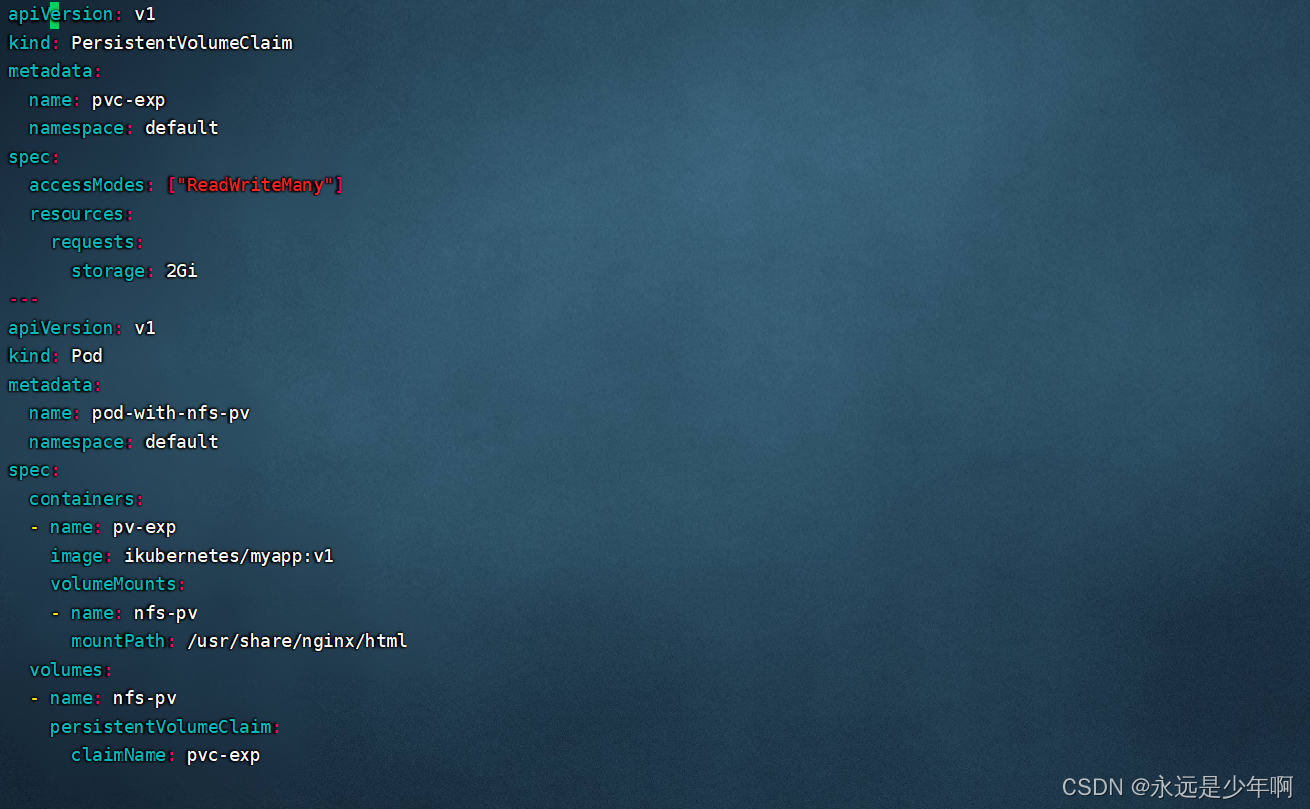 apiVersion: v1
kind: PersistentVolumeClaim
metadata:
  name: pvc-exp
  namespace: default
spec:
  accessModes: ["ReadWriteMany"]
  resources:
    requests:
      storage: 2Gi
---
apiVersion: v1
kind: Pod
metadata:
  name: pod-with-nfs-pv
  namespace: default
spec:
  containers:
  - name: pv-exp
    image: ikubernetes/myapp:v1
    volumeMounts:
    - name: nfs-pv
      mountPath: /usr/share/nginx/html
  volumes:
  - name: nfs-pv
    persistentVolumeClaim:
      claimName: pvc-exp
CSDN @永远是少年啊